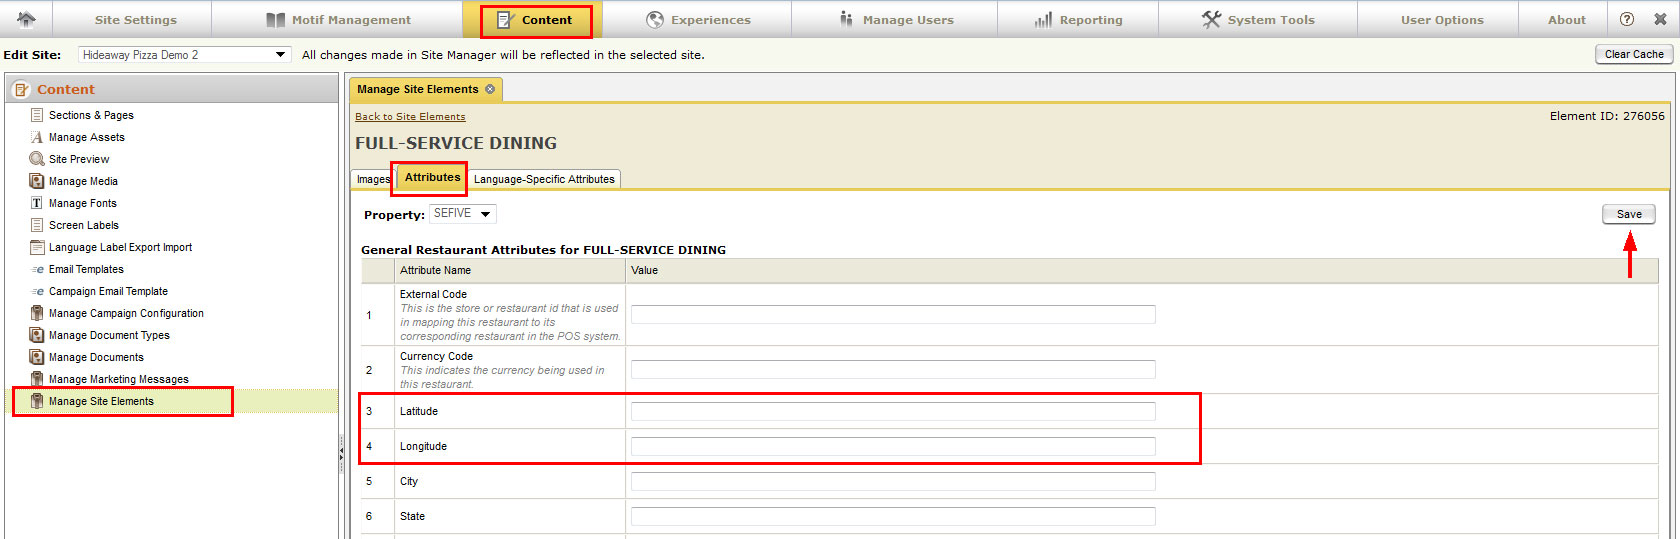 Site Settings Motif Management Content Experiences Manage Users Reporting System Tools User Options About ?
Edit Site: Hideaway Pizza Demo 2 All changes made in Site Manager will be reflected in the selected site. Clear Cache
Content
Sections & Pages
Manage Assets
Site Preview
Manage Media
Manage Fonts
Screen Labels
Language Label Export Import
Email Templates
Campaign Email Template
Manage Campaign Configuration
Manage Document Types
Manage Documents
Manage Marketing Messages
Manage Site Elements
Manage Site Elements
Back to Site Elements Element ID: 276056
FULL-SERVICE DINING
Images Attributes Language-Specific Attributes
Property: SEFIVE Save
General Restaurant Attributes for FULL-SERVICE DINING
Attribute Name Value
1 External Code
This is the store or restaurant id that is used
in mapping this restaurant to its
corresponding restaurant in the POS system.
2 Currency Code
This indicates the currency being used in
this restaurant.
3 Latitude
4 Longitude
5 City
6 State